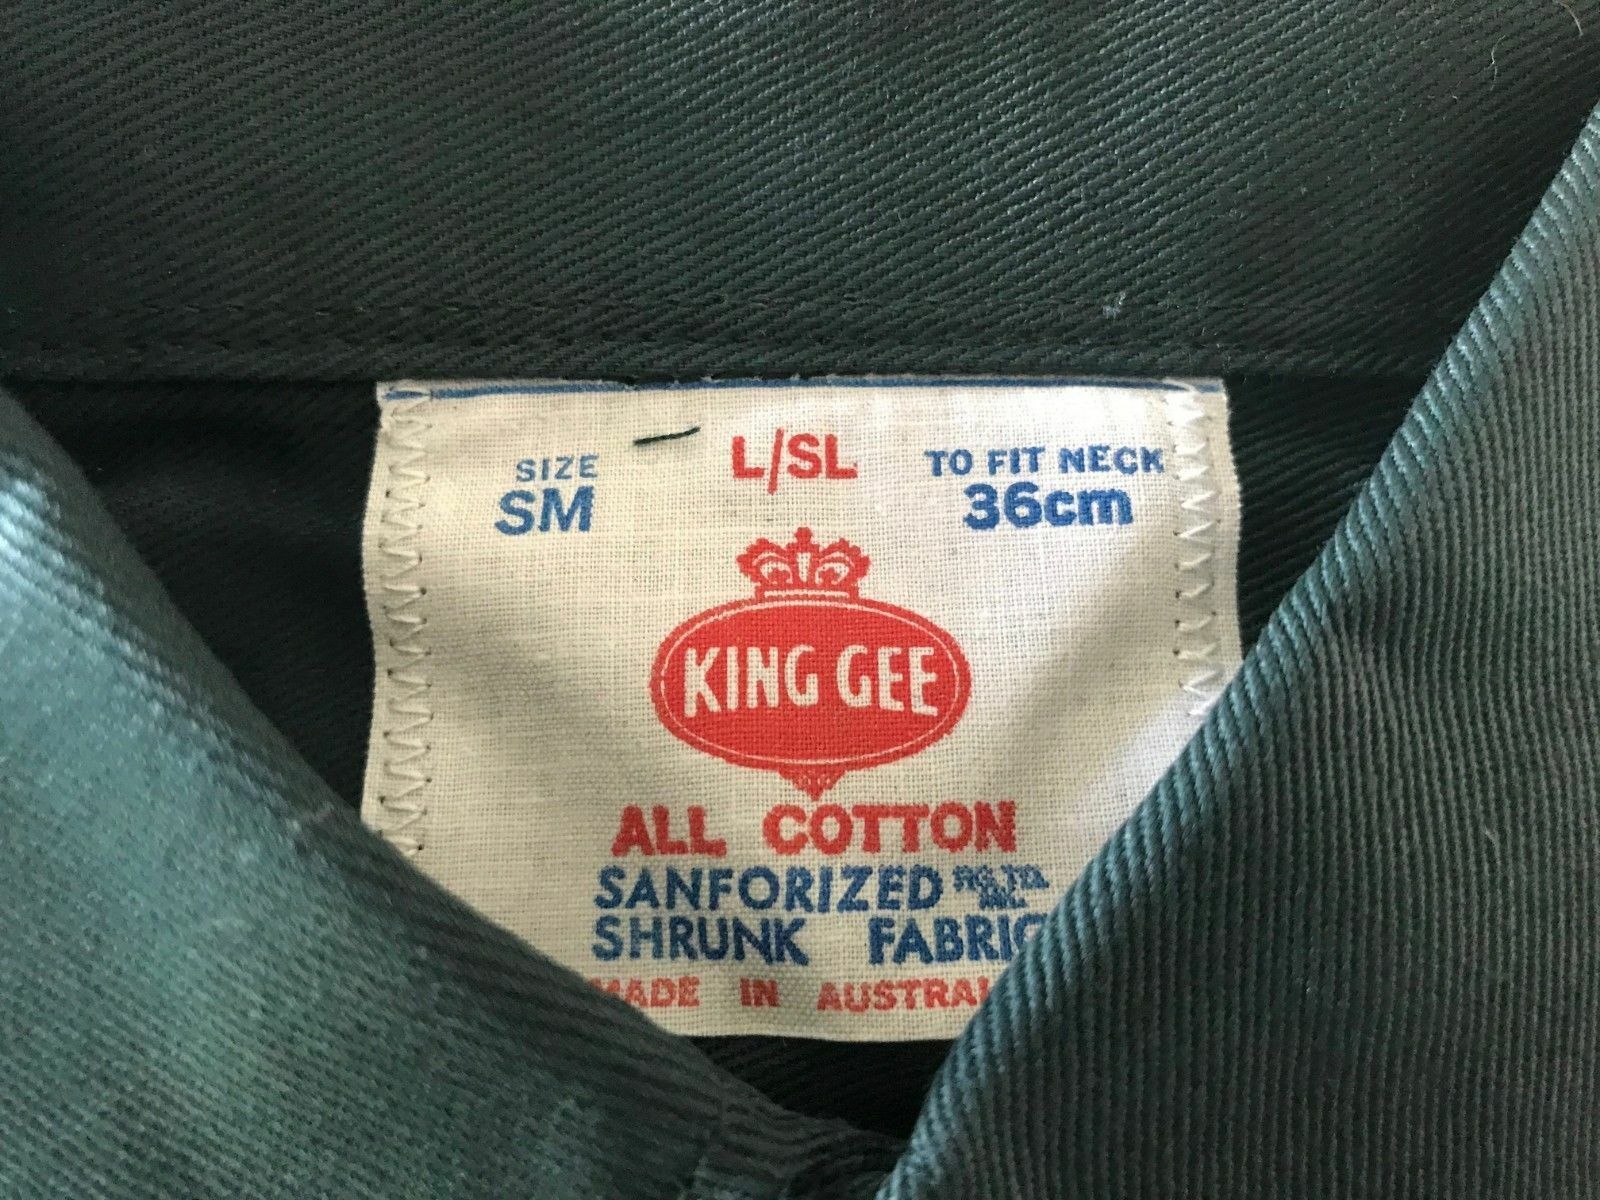 SIZE
SM
L/SL
TO FIT NECK
36cm
KING GEE
ALL COTTON
SANFORIZED
SHRUNK FABRIC
MADE IN AUSTRAL